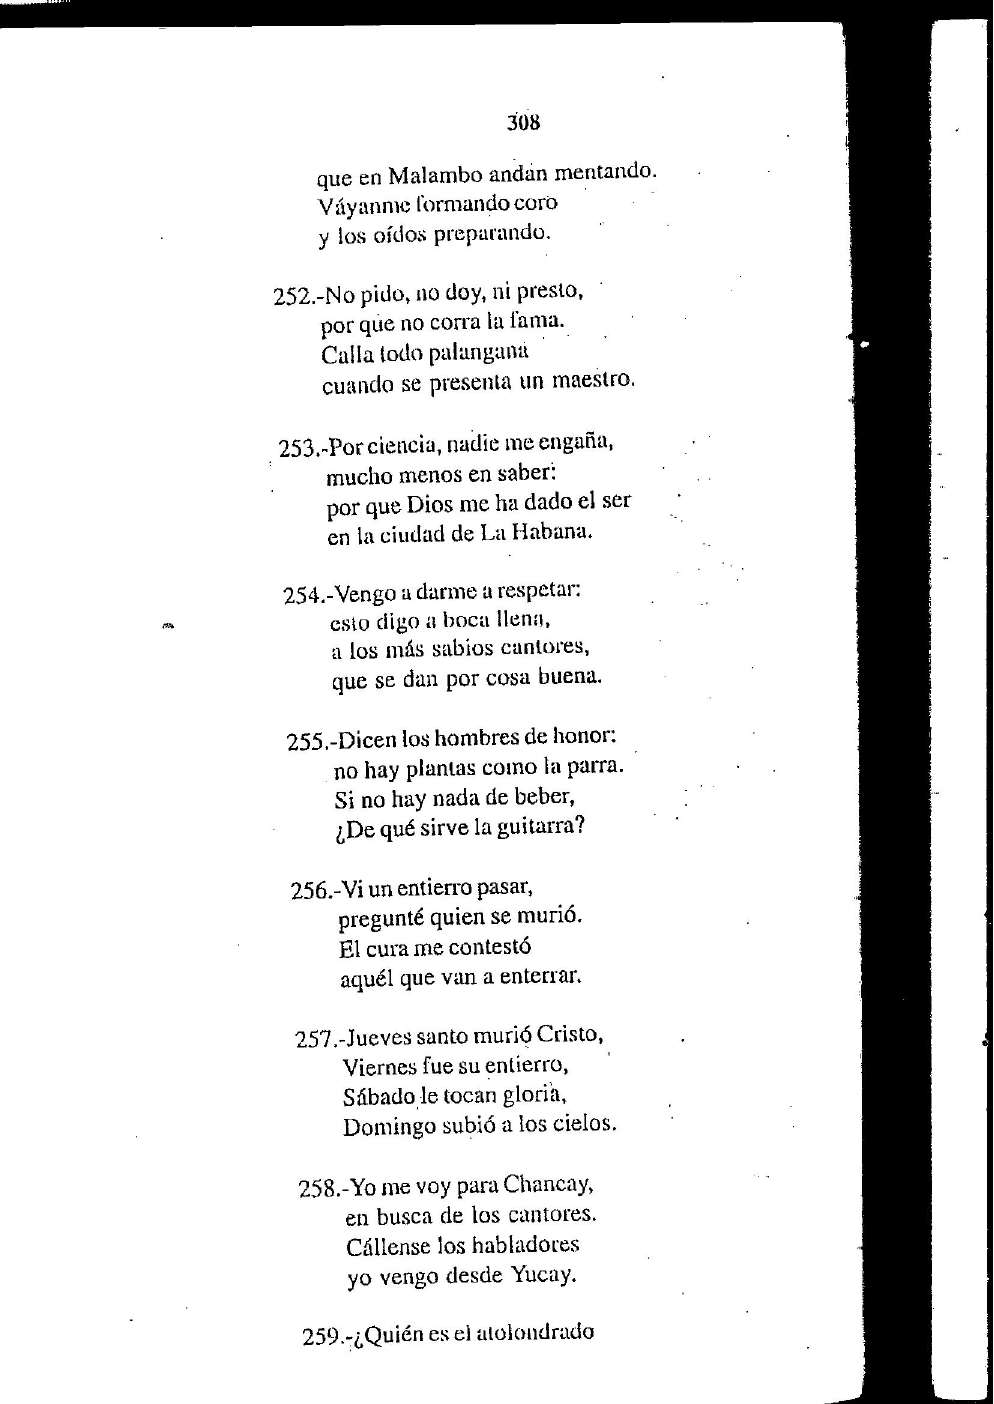 308
que en Malambo andan mentando.
Váyanme formando coro
y los oídos preparando.
252.-No pido, no doy, ni presto,
por que no corra la fama.
Calla todo palangana
cuando se presenta un maestro.
253.-Por ciencia, nadie me engaña,
mucho menos en saber:
por que Dios me ha dado el ser
en la ciudad de La Habana.
254.-Vengo a darme a respetar:
esto digo a boca llena,
a los más sabios cantores,
que se dan por cosa buena.
255.-Dicen los hombres de honor:
no hay plantas como la parra.
Si no hay nada de beber,
¿De qué sirve la guitarra?
256.-Vi un entierro pasar,
pregunté quien se murió.
El cura me contestó
aquél que van a enterrar.
257.-Jueves santo murió Cristo,
Viernes fue su entierro,
Sábado le tocan gloria,
Domingo subió a los cielos.
258.-Yo me voy para Chancay,
en busca de los cantores.
Cállense los habladores
yo vengo desde Yucay.
259.-¿Quién es el atolondrado